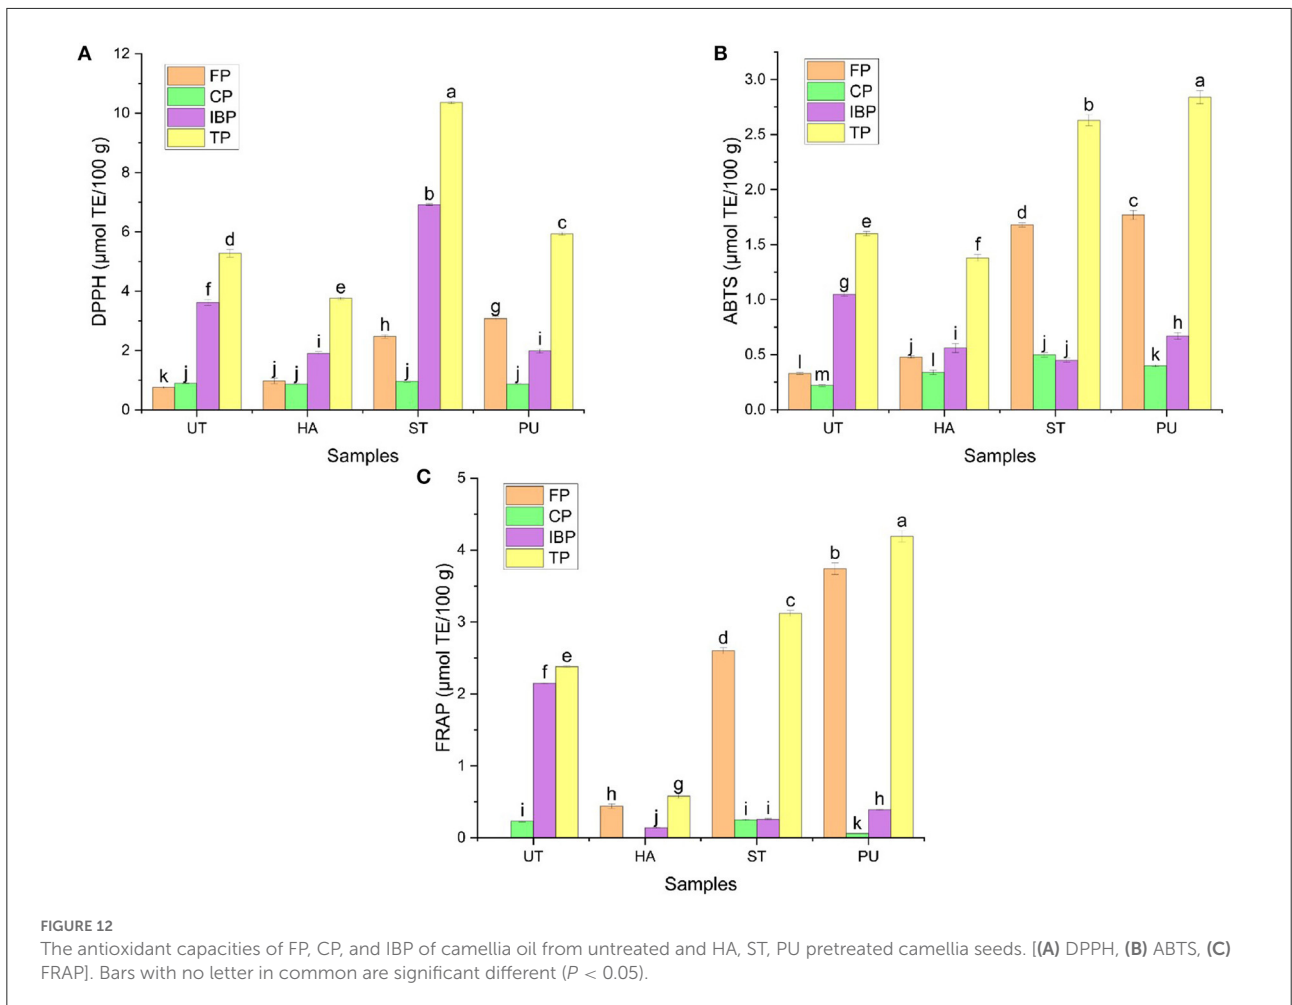 A
12
10
8
6
4
2
0
DPPH (μmol TE/100 g)
FP
CP
IBP
TP
k
j
f
d
j
j
i
e
h
j
b
a
g
j
i
c
UT
HA
ST
PU
Samples
B
3.0
2.5
2.0
1.5
1.0
0.5
0.0
ABTS (μmol TE/100 g)
FP
CP
IBP
TP
l
m
g
e
j
l
i
f
d
j
j
b
c
k
h
a
UT
HA
ST
PU
Samples
C
5
4
3
2
1
0
FRAP (μmol TE/100 g)
FP
CP
IBP
TP
i
f
e
h
j
g
d
i
i
c
b
k
h
a
UT
HA
ST
PU
Samples
FIGURE 12
The antioxidant capacities of FP, CP, and IBP of camellia oil from untreated and HA, ST, PU pretreated camellia seeds. [(A) DPPH, (B) ABTS, (C)
FRAP]. Bars with no letter in common are significant different (P < 0.05).